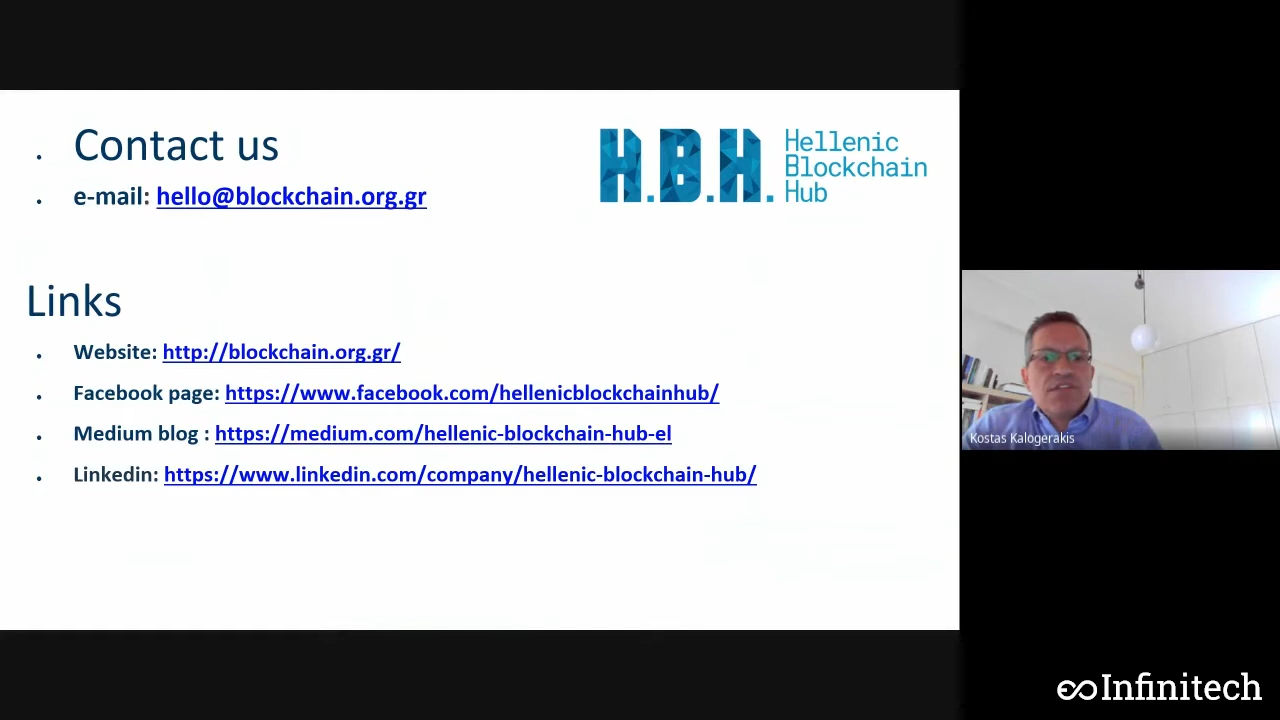 Contact us
e-mail: hello@blockchain.org.gr
H.B.H.
Hellenic
Blockchain
Hub
Links
Website: http://blockchain.org.gr/
Facebook page: https://www.facebook.com/hellenicblockchainhub/
Medium blog : https://medium.com/hellenic-blockchain-hub-el
Linkedin: https://www.linkedin.com/company/hellenic-blockchain-hub/
Kostas Kalogerakis
Infinitech